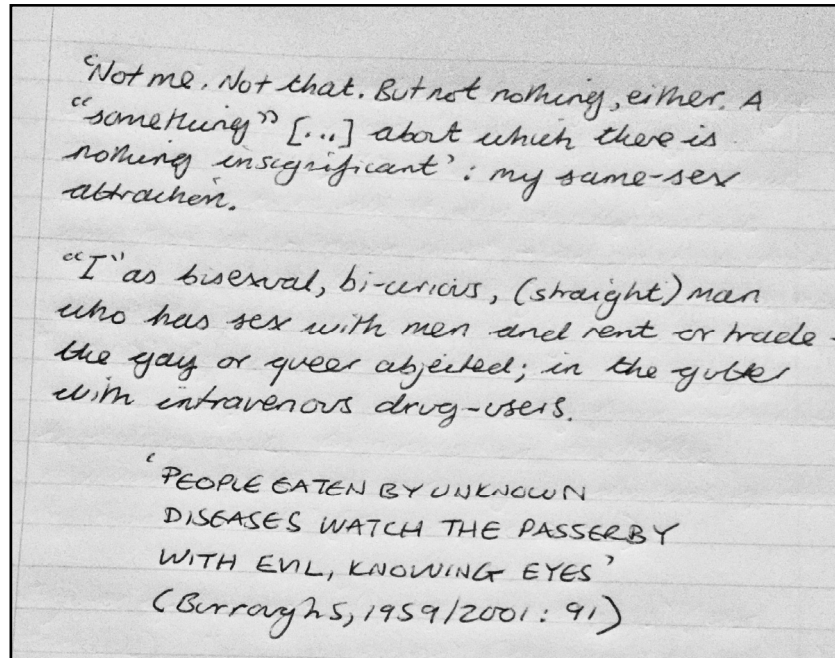 'Not me. Not that. But not nothing, either. A
"something" [...] about which there is
nothing insignificant': my same-sex
attraction.
"I" as bisexual, bi-curious, (straight) man
who has sex with men and rent or trade -
the gay or queer abjected; in the gutter
with intravenous drug-users.
'PEOPLE EATEN BY UNKNOWN
DISEASES WATCH THE PASSERBY
WITH EVIL, KNOWING EYES'
(Burroughs, 1959/2001: 91)